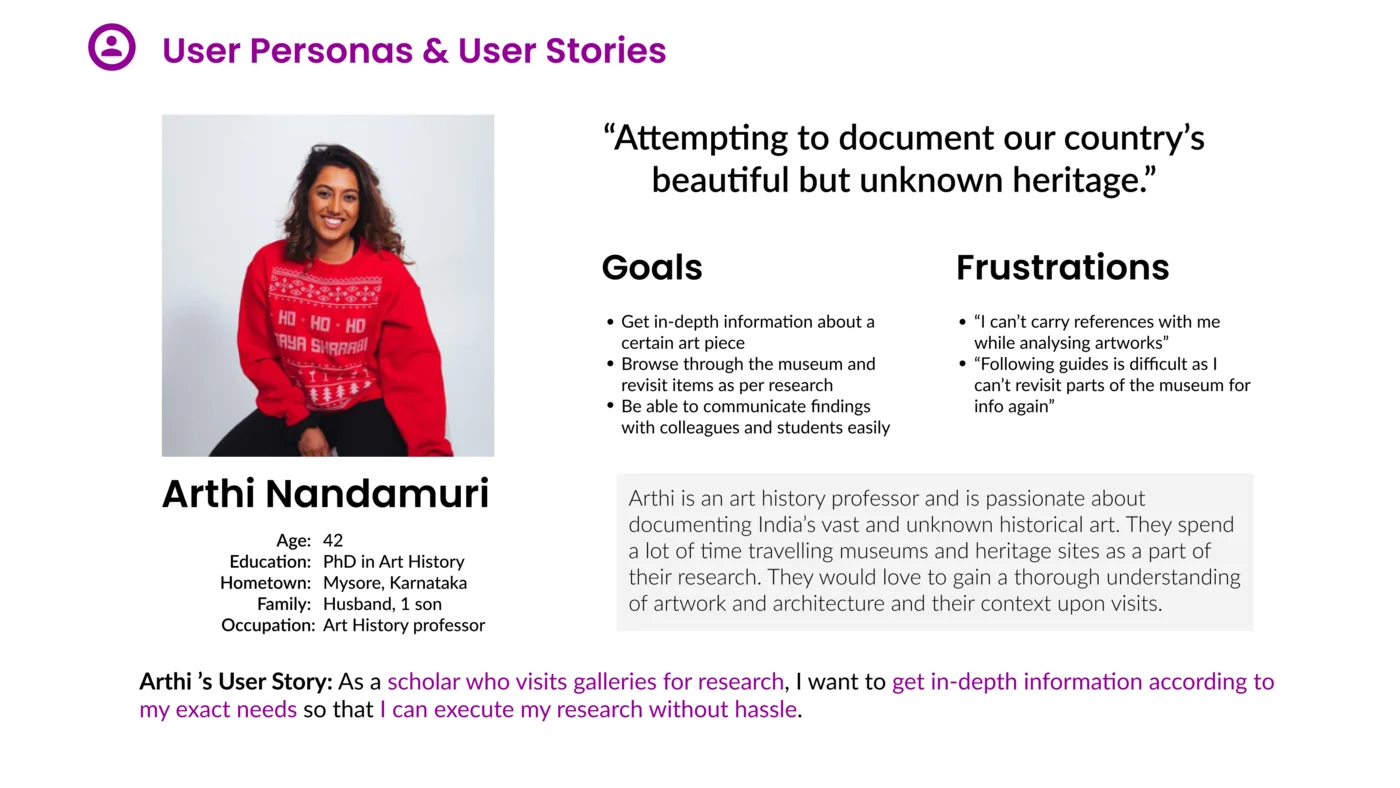 User Personas & User Stories
“Attempting to document our country’s
beautiful but unknown heritage.”
HO · HO · HO
Arthi Nandamuri
Age: 42
Education: PhD in Art History
Hometown: Mysore, Karnataka
Family: Husband, 1 son
Occupation: Art History professor
Goals
• Get in-depth information about a
certain art piece
• Browse through the museum and
revisit items as per research
• Be able to communicate findings
with colleagues and students easily
Frustrations
• “I can’t carry references with me
while analysing artworks”
• “Following guides is difficult as I
can’t revisit parts of the museum for
info again”
Arthi is an art history professor and is passionate about
documenting India’s vast and unknown historical art. They spend
a lot of time travelling museums and heritage sites as a part of
their research. They would love to gain a thorough understanding
of artwork and architecture and their context upon visits.
Arthi ’s User Story: As a scholar who visits galleries for research, I want to get in-depth information according to
my exact needs so that I can execute my research without hassle.